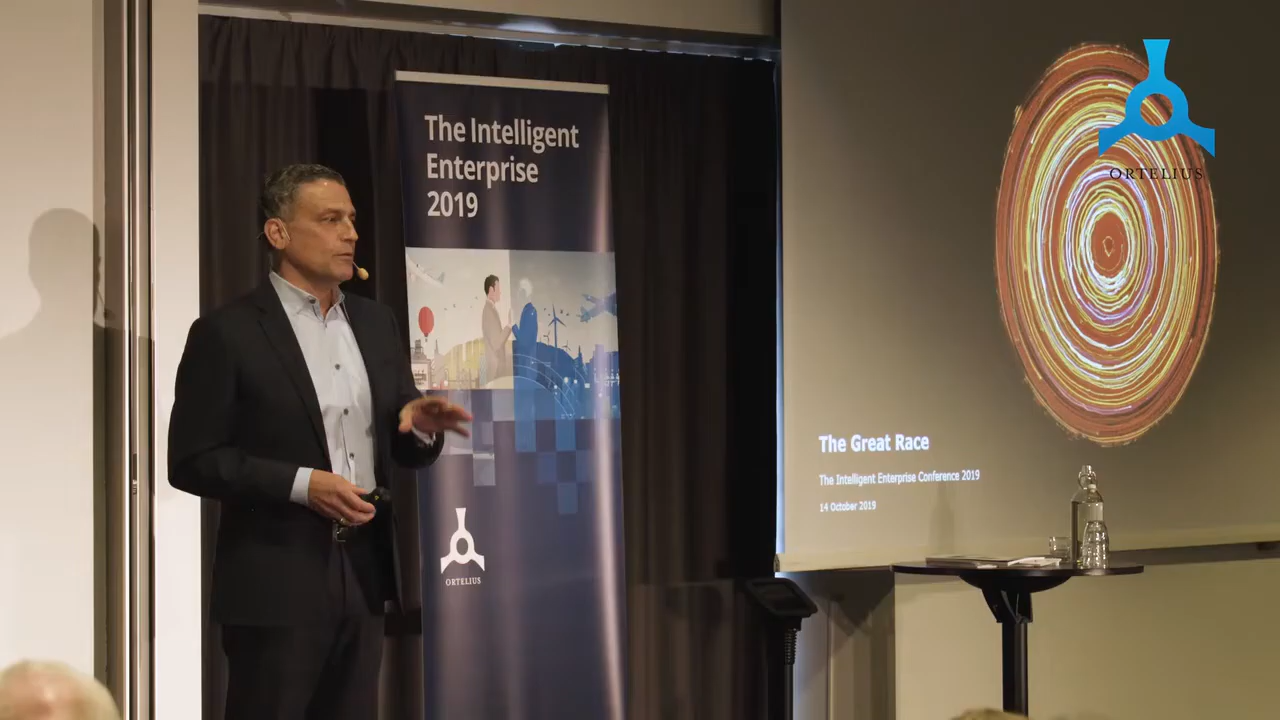 The Intelligent
Enterprise
2019
ORTELIUS
The Great Race
The Intelligent Enterprise Conference 2019
14 October 2019
ORTELIUS